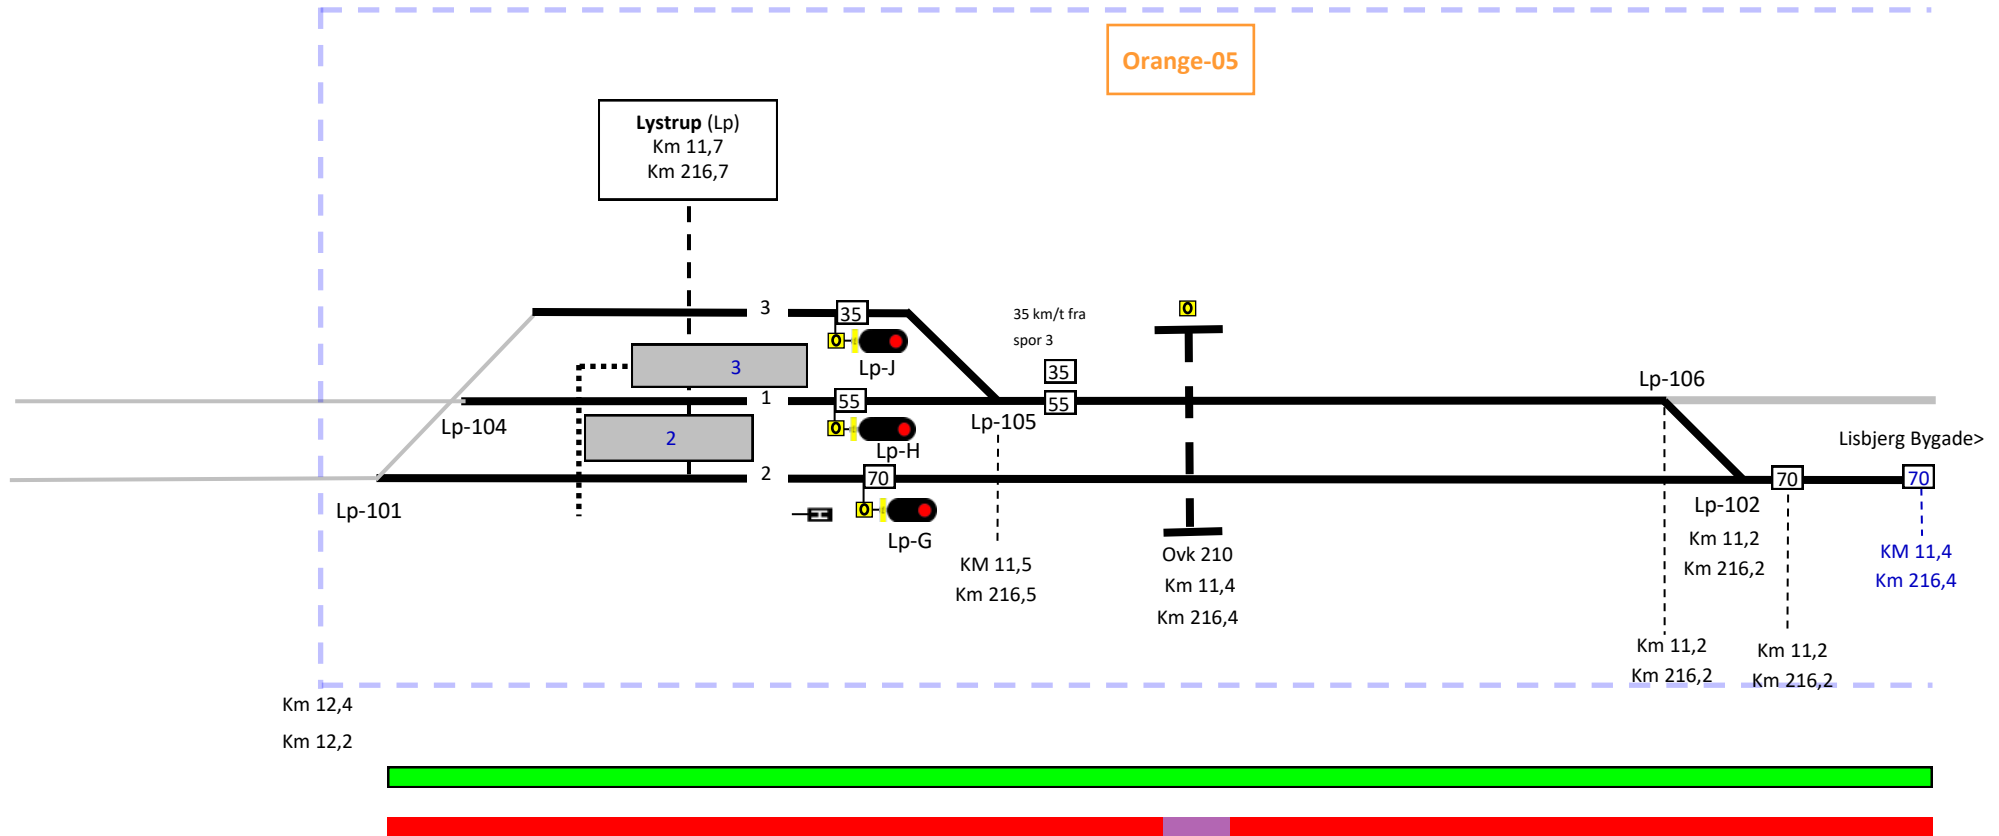 Orange-05
Lystrup (Lp)
Km 11,7
Km 216,7
3
35
Lp-J
35 km/t fra
spor 3
35
3
1
55
55
Lp-104
Lp-H
Lp-105
Lp-106
2
Lisbjerg Bygade>
2
70
70
70
Lp-101
Lp-G
Lp-102
KM 11,5
Km 216,5
Ovk 210
Km 11,4
Km 216,4
Km 11,2
Km 216,2
KM 11,4
Km 216,4
Km 11,2
Km 216,2
Km 11,2
Km 216,2
Km 12,4
Km 12,2